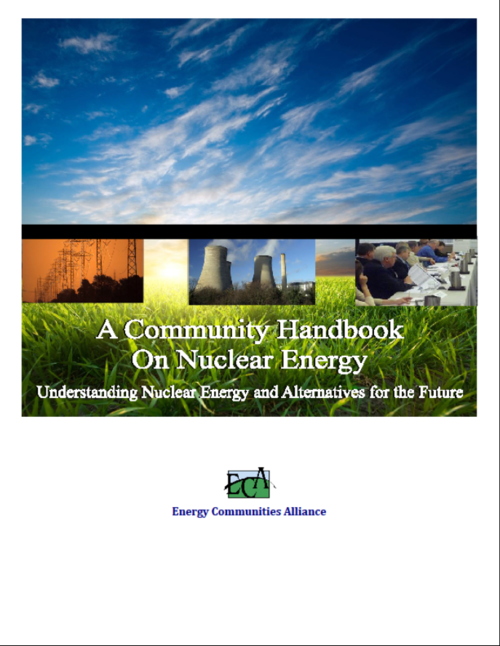 A Community Handbook
On Nuclear Energy
Understanding Nuclear Energy and Alternatives for the Future
ECA
Energy Communities Alliance